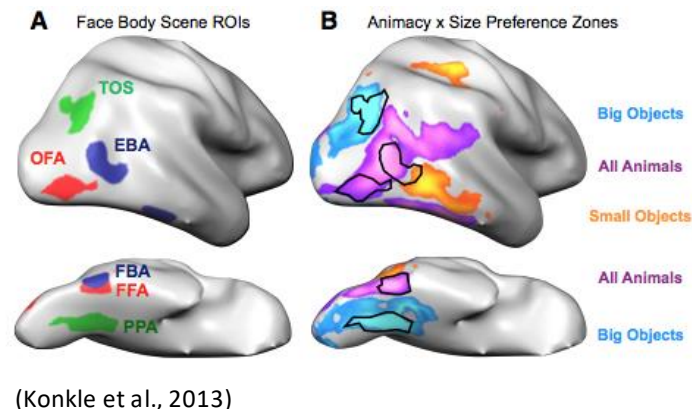 A Face Body Scene ROIs
TOS
EBA
OFA
FBA
FFA
PPA
B Animacy x Size Preference Zones
Big Objects
All Animals
Small Objects
All Animals
Big Objects
(Konkle et al., 2013)